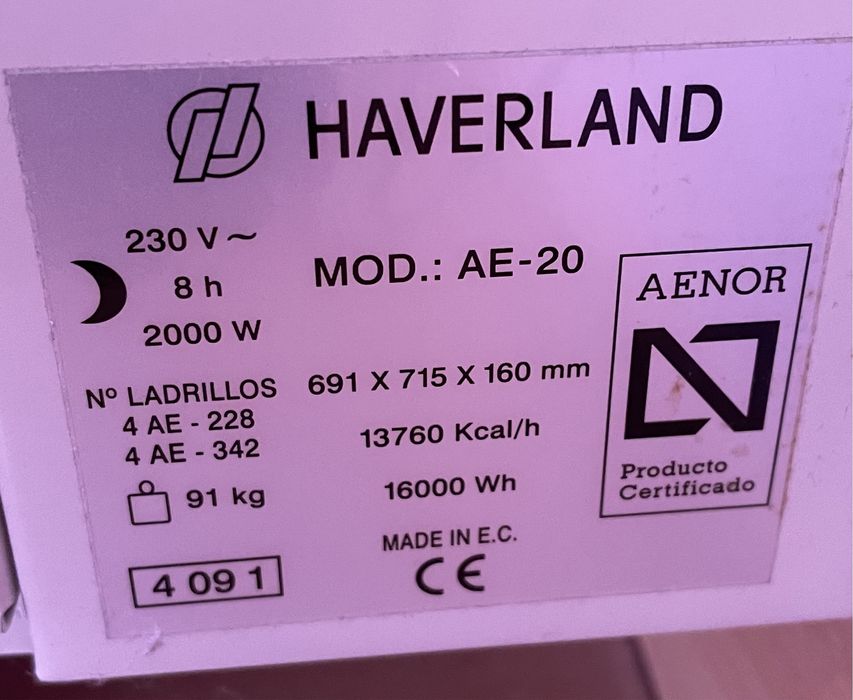 HAVERLAND
230 V ~
8 h
2000 W
MOD.: AE-20
Nº LADRILLOS
4 AE - 228
4 AE - 342
91 kg
4 09 1
691 X 715 X 160 mm
13760 Kcal/h
16000 Wh
MADE IN E.C.
CE
AENOR
Producto
Certificado